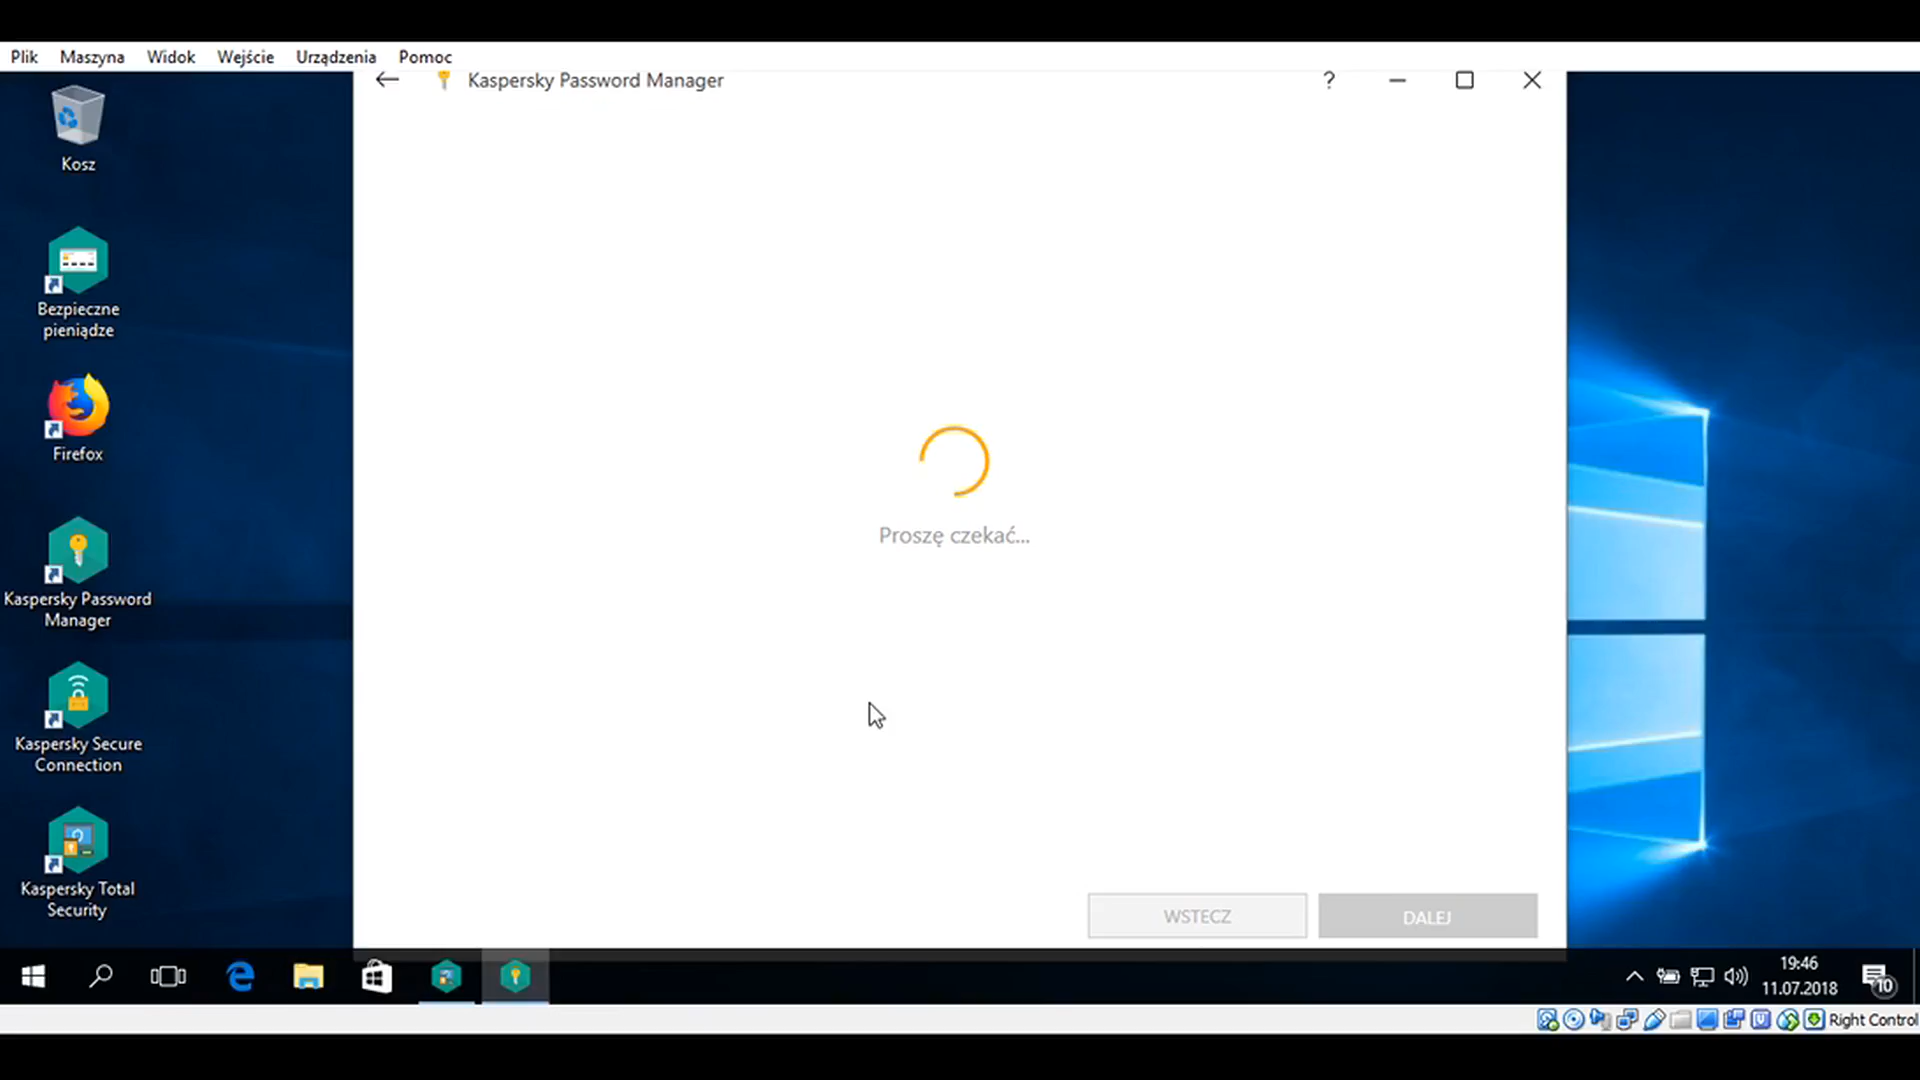 Plik Maszyna Widok Wejście Urządzenia Pomoc
Kaspersky Password Manager
?
Kosz
Bezpieczne
pieniądze
Firefox
Kaspersky Password
Manager
Kaspersky Secure
Connection
Kaspersky Total
Security
Proszę czekać...
WSTECZ DALEJ
19:46
11.07.2018
10
Right Control